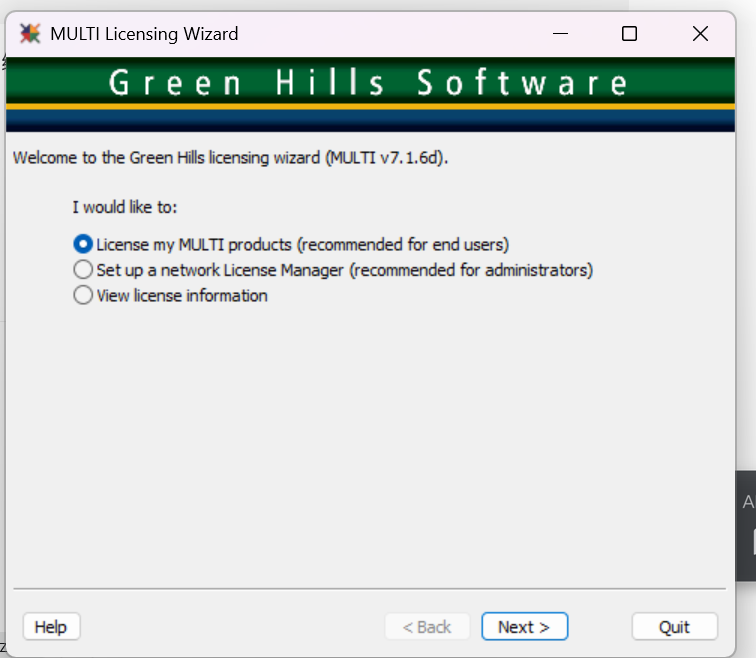 MULTI Licensing Wizard
Green Hills Software
Welcome to the Green Hills licensing wizard (MULTI v7.1.6d).
I would like to:
License my MULTI products (recommended for end users)
Set up a network License Manager (recommended for administrators)
View license information
Help
< Back
Next >
Quit